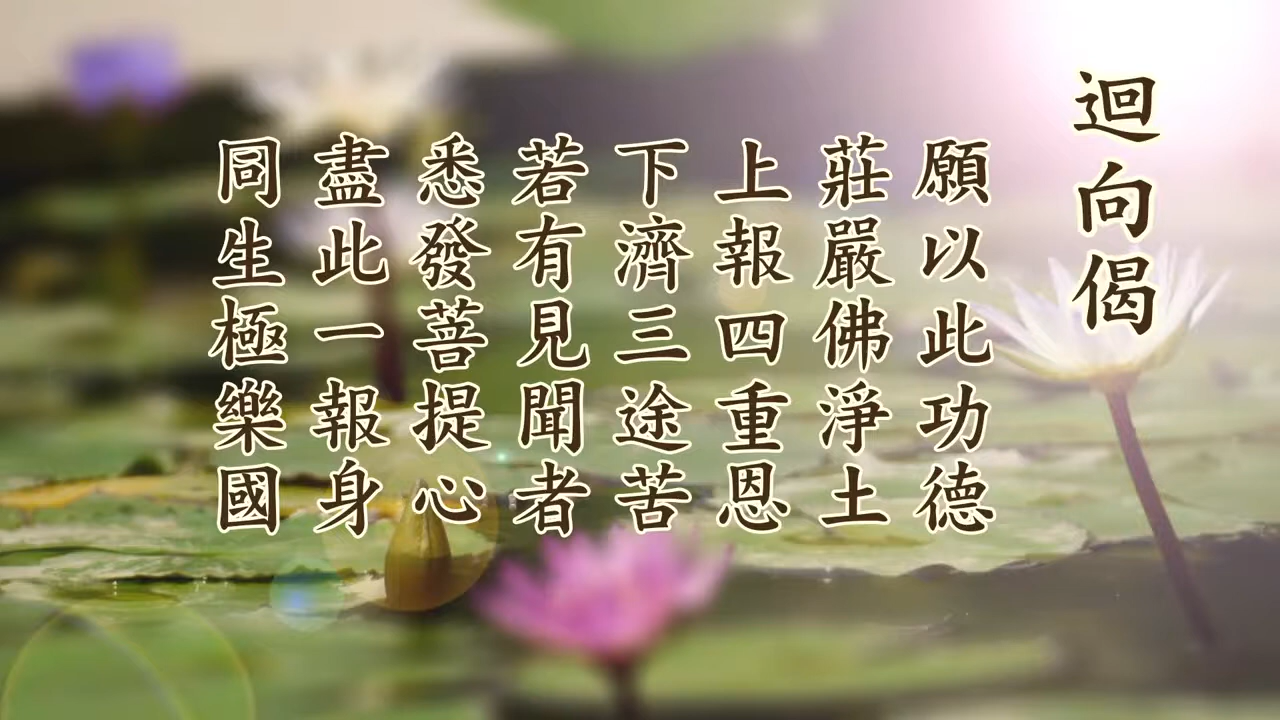 迴向偈
願以此功德
莊嚴佛淨土
上報四重恩
下濟三途苦
若有見聞者
悉發菩提心
盡此一報身
同生極樂國